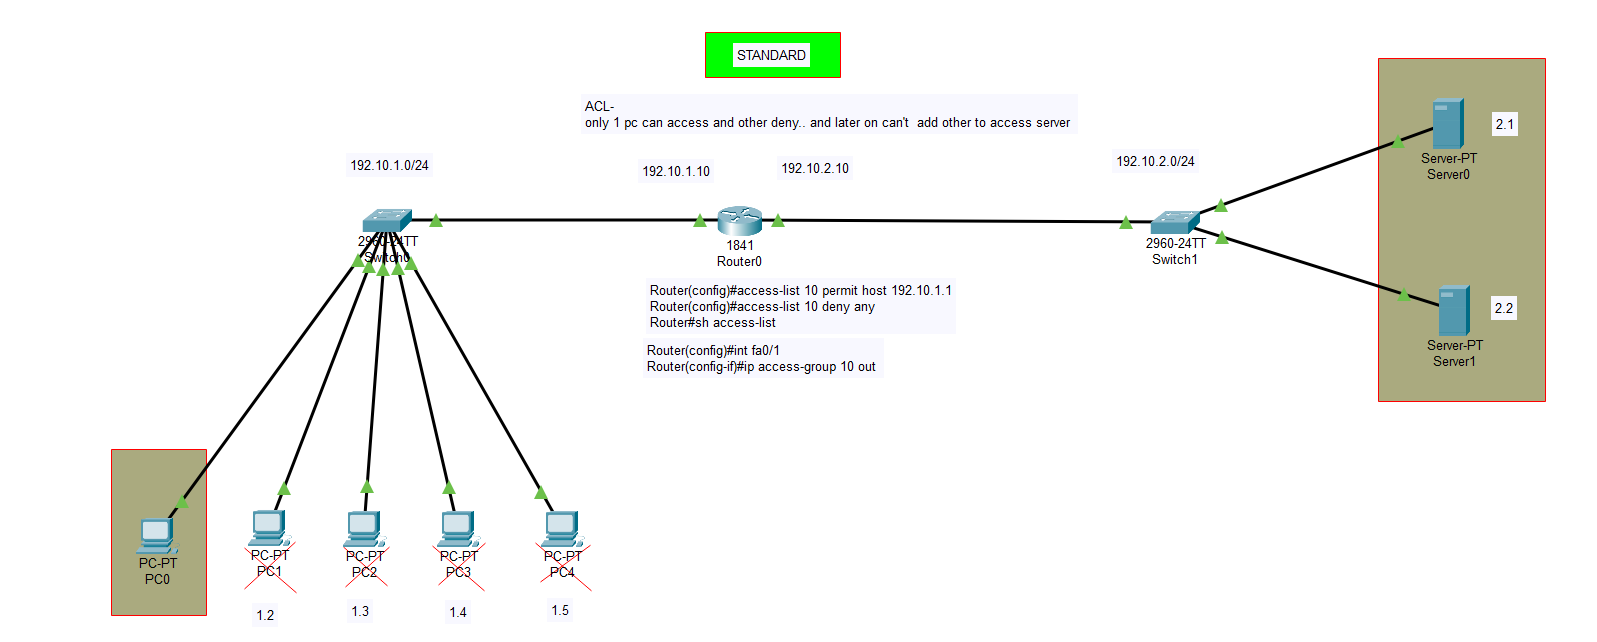 STANDARD
ACL-
only 1 pc can access and other deny.. and later on can't  add other to access server
192.10.1.0/24
192.10.1.10
192.10.2.10
192.10.2.0/24
2.1
Server-PT
Server0
2960-24TT
Switch0
1841
Router0
2960-24TT
Switch1
Router(config)#access-list 10 permit host 192.10.1.1
Router(config)#access-list 10 deny any
Router#sh access-list
Router(config)#int fa0/1
Router(config-if)#ip access-group 10 out
2.2
Server-PT
Server1
PC-PT
PC0
PC-PT
PC1
PC-PT
PC2
PC-PT
PC3
PC-PT
PC4
1.2
1.3
1.4
1.5